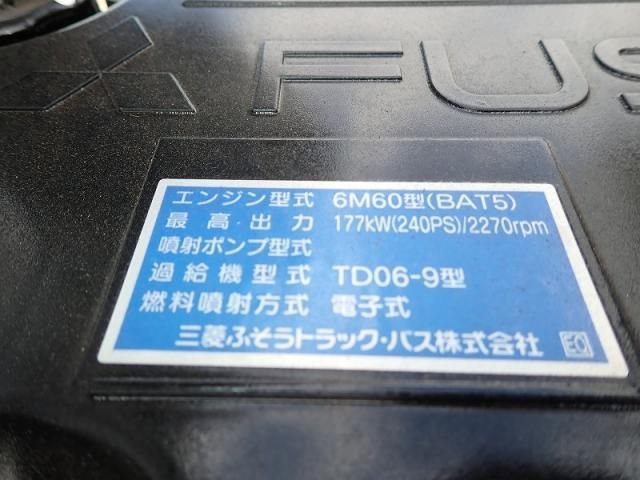 FUS
エンジン型式 6M60型(BAT5)
最高出力 177kW(240PS)/2270rpm
噴射ポンプ型式
過給機型式 TD06-9型
燃料噴射方式 電子式
三菱ふそうトラック・バス株式会社